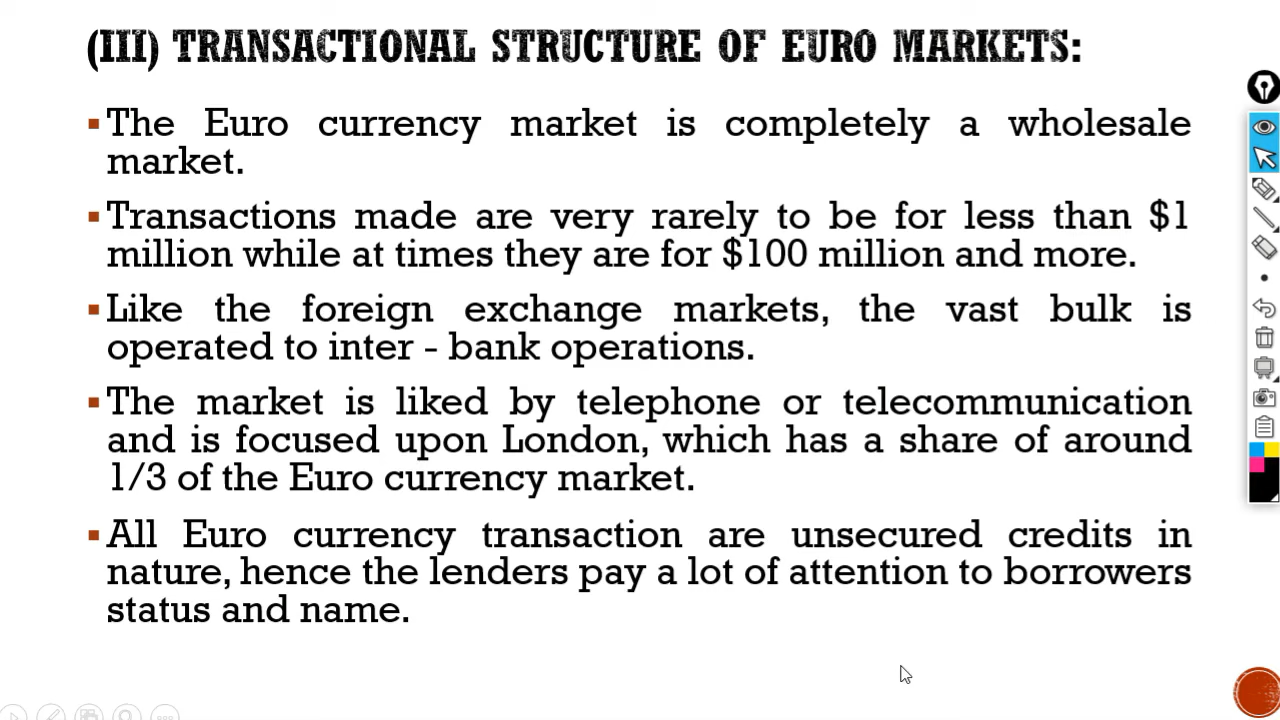 (III) TRANSACTIONAL STRUCTURE OF EURO MARKETS:
▪The Euro currency market is completely a wholesale
market.
▪Transactions made are very rarely to be for less than $1
million while at times they are for $100 million and more.
▪Like the foreign exchange markets, the vast bulk is
operated to inter - bank operations.
▪The market is liked by telephone or telecommunication
and is focused upon London, which has a share of around
1/3 of the Euro currency market.
▪All Euro currency transaction are unsecured credits in
nature, hence the lenders pay a lot of attention to borrowers
status and name.